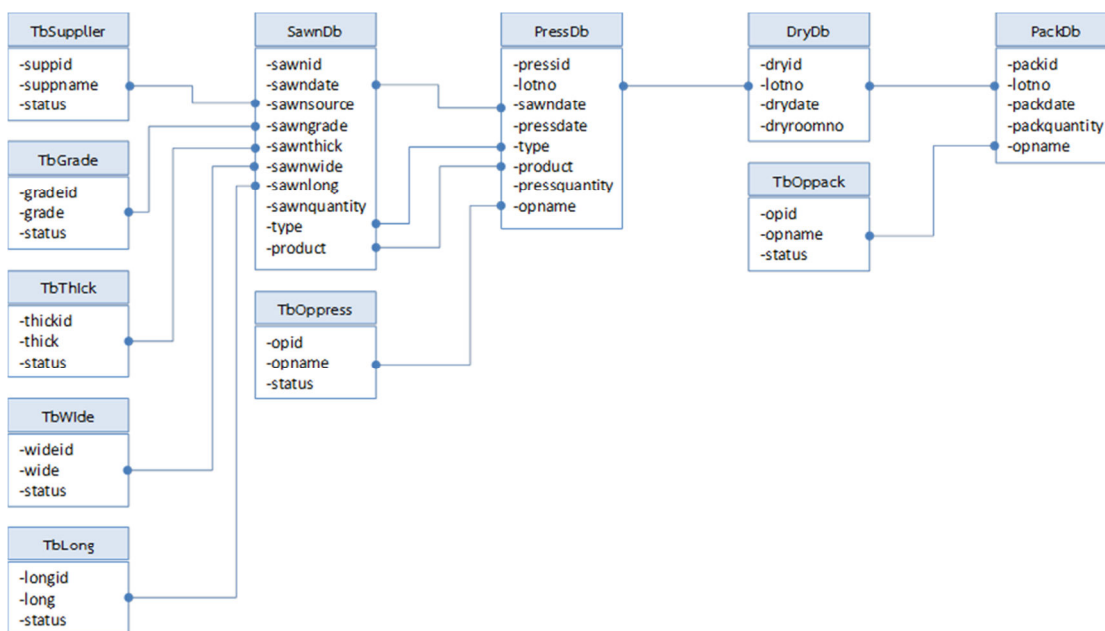 TbSupplier
-suppid
-suppname
-status
SawnDb
-sawnid
-sawndate
-sawnsource
-sawngrade
-sawnthick
-sawnwide
-sawnlong
-sawnquantity
-type
-product
PressDb
-pressid
-lotno
-sawndate
-pressdate
-type
-product
-pressquantity
-opname
DryDb
-dryid
-lotno
-drydate
-dryroomno
PackDb
-packid
-lotno
-packdate
-packquantity
-opname
TbGrade
-gradeid
-grade
-status
TbOppack
-opid
-opname
-status
TbThick
-thickid
-thick
-status
TbOppress
-opid
-opname
-status
TbWide
-wideid
-wide
-status
TbLong
-longid
-long
-status